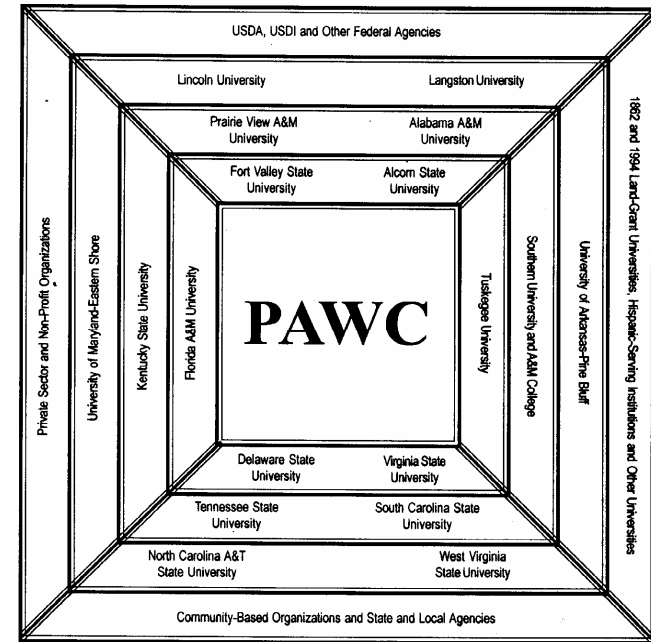 USDA, USDI and Other Federal Agencies
Lincoln University
Langston University
Prairie View A&M
University
Alabama A&M
University
Fort Valley State
University
Alcorn State
University
Private Sector and Non-Profit Organizations
University of Maryland-Eastern Shore
Kentucky State University
Florida A&M University
PAWC
Tuskegee University
Southern University and A&M College
University of Arkansas-Pine Bluff
1862 and 1994 Land-Grant Universities, Hispanic-Serving Institutions and Other Universities
Delaware State
University
Virginia State
University
Tennessee State
University
South Carolina State
University
North Carolina A&T
State University
West Virginia
State University
Community-Based Organizations and State and Local Agencies